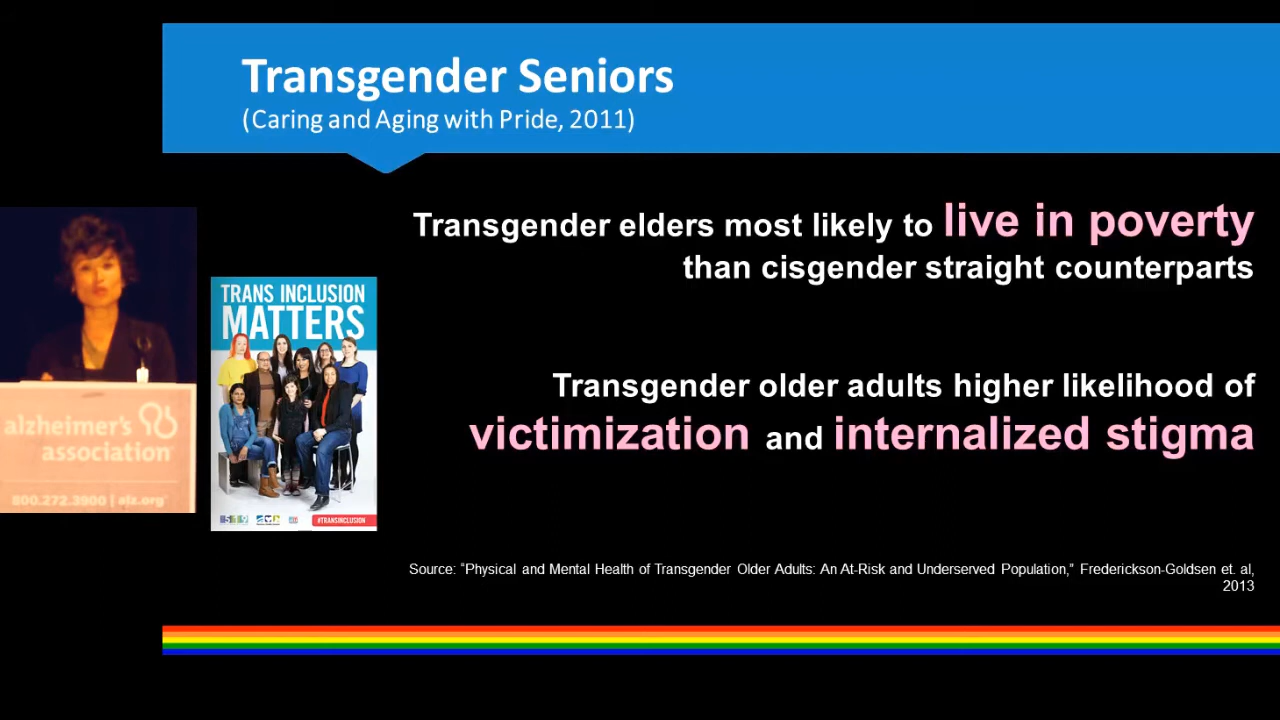 Transgender Seniors
(Caring and Aging with Pride, 2011)
Transgender elders most likely to live in poverty
than cisgender straight counterparts
TRANS INCLUSION
MATTERS
Transgender older adults higher likelihood of
victimization and internalized stigma
alzheimer's
association
800.272.3900 | alz.org
#TRANSINCLUSION
Source: "Physical and Mental Health of Transgender Older Adults: An At-Risk and Underserved Population," Frederickson-Goldsen et. al,
2013